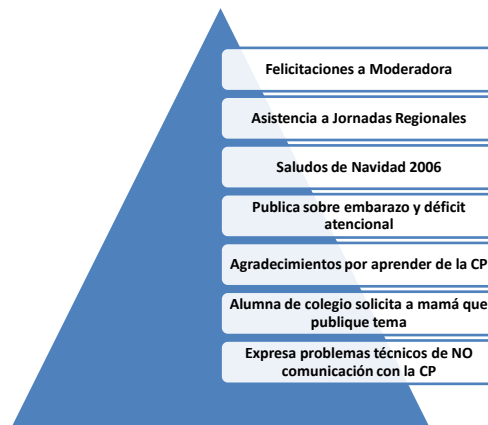 Felicitaciones a Moderadora
Asistencia a Jornadas Regionales
Saludos de Navidad 2006
Publica sobre embarazo y déficit
atencional
Agradecimientos por aprender de la CP
Alumna de colegio solicita a mamá que
publique tema
Expresa problemas técnicos de NO
comunicación con la CP